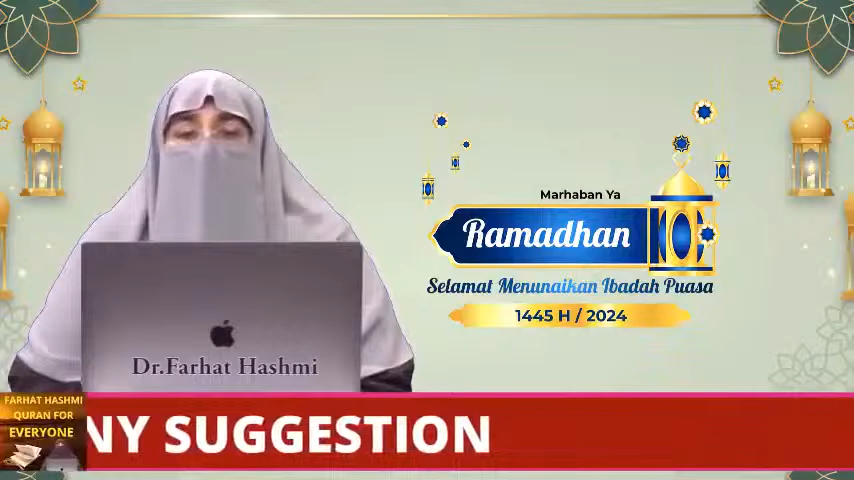 Marhaban Ya
Ramadhan
Selamat Menunaikan Ibadah Puasa
1445 H / 2024
Dr.Farhat Hashmi
FARHAT HASHMI
QURAN FOR
EVERYONE
NY SUGGESTION